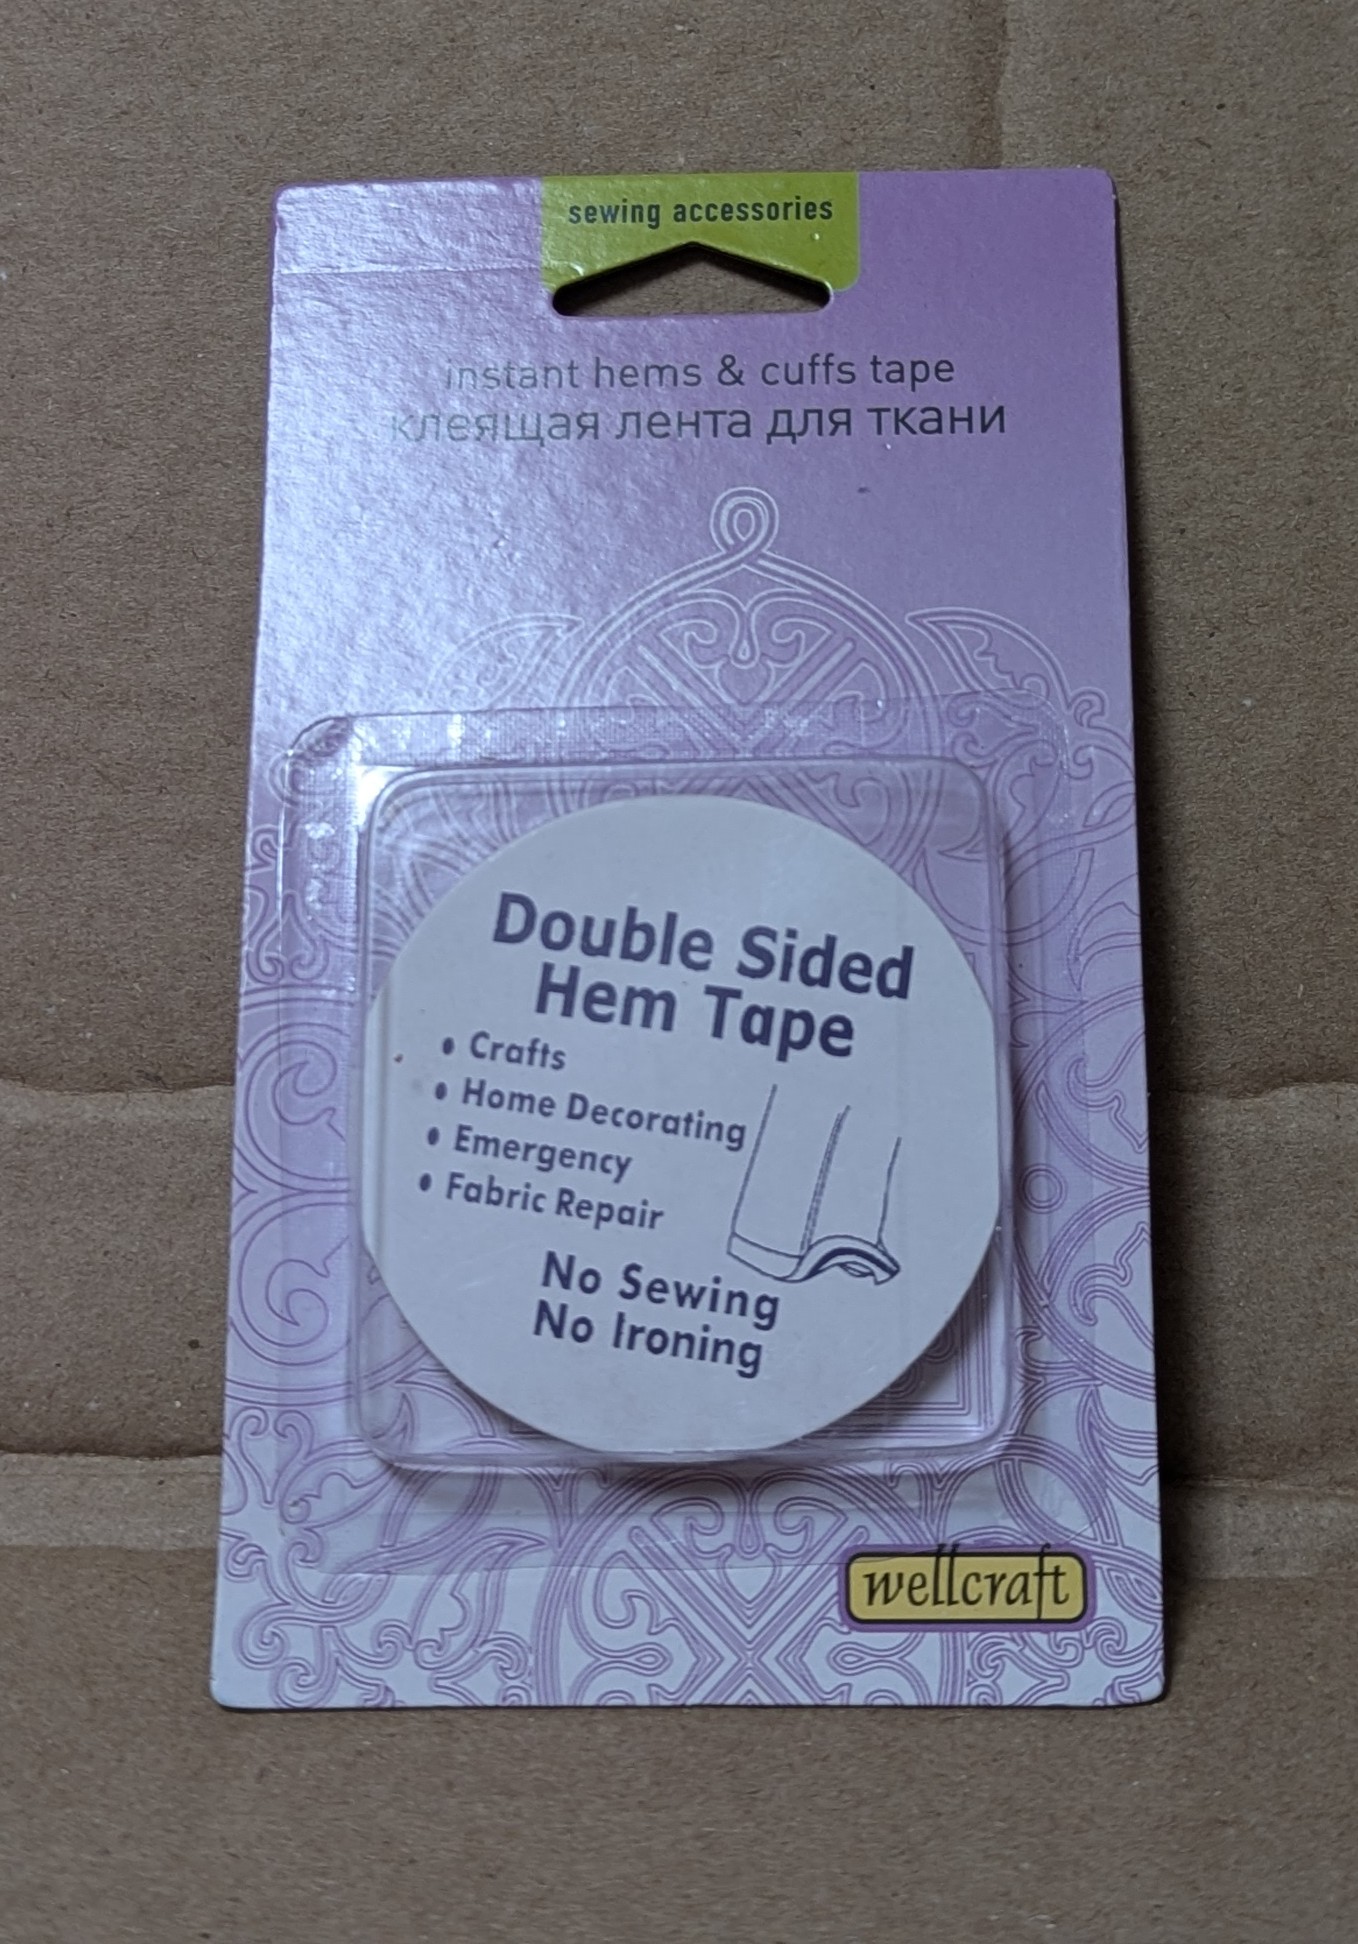 sewing accessories
instant hems & cuffs tape
клеящая лента для ткани
Double Sided
Hem Tape
• Crafts
• Home Decorating
• Emergency
• Fabric Repair
No Sewing
No Ironing
wellcraft